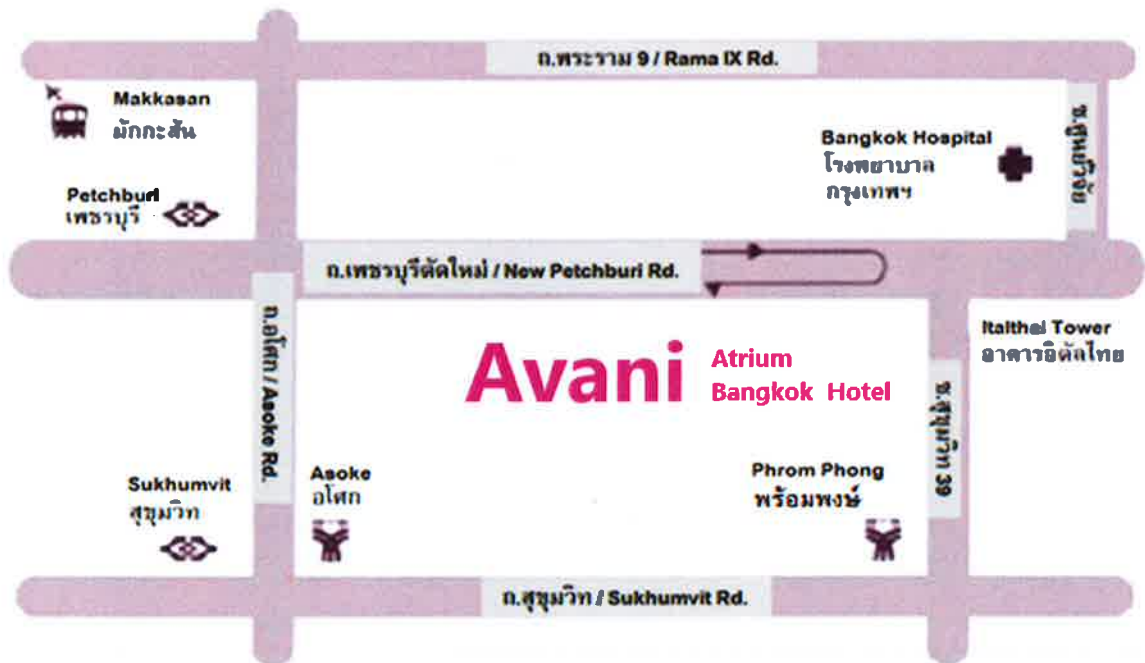 ถ.พระราม 9 / Rama IX Rd.
Makkasan
มักกะสัน
Bangkok Hospital
โรงพยาบาล
กรุงเทพฯ
ซ.ศูนย์วิจัย
Petchburi
เพชรบุรี
ถ.เพชรบุรีตัดใหม่ / New Petchburi Rd.
ถ.อโศก / Asoke Rd.
Avani
Atrium
Bangkok Hotel
Italthai Tower
อาคารอิตัลไทย
ซ.สุขุมวิท 39
Sukhumvit
สุขุมวิท
Asoke
อโศก
Phrom Phong
พร้อมพงษ์
ถ.สุขุมวิท / Sukhumvit Rd.